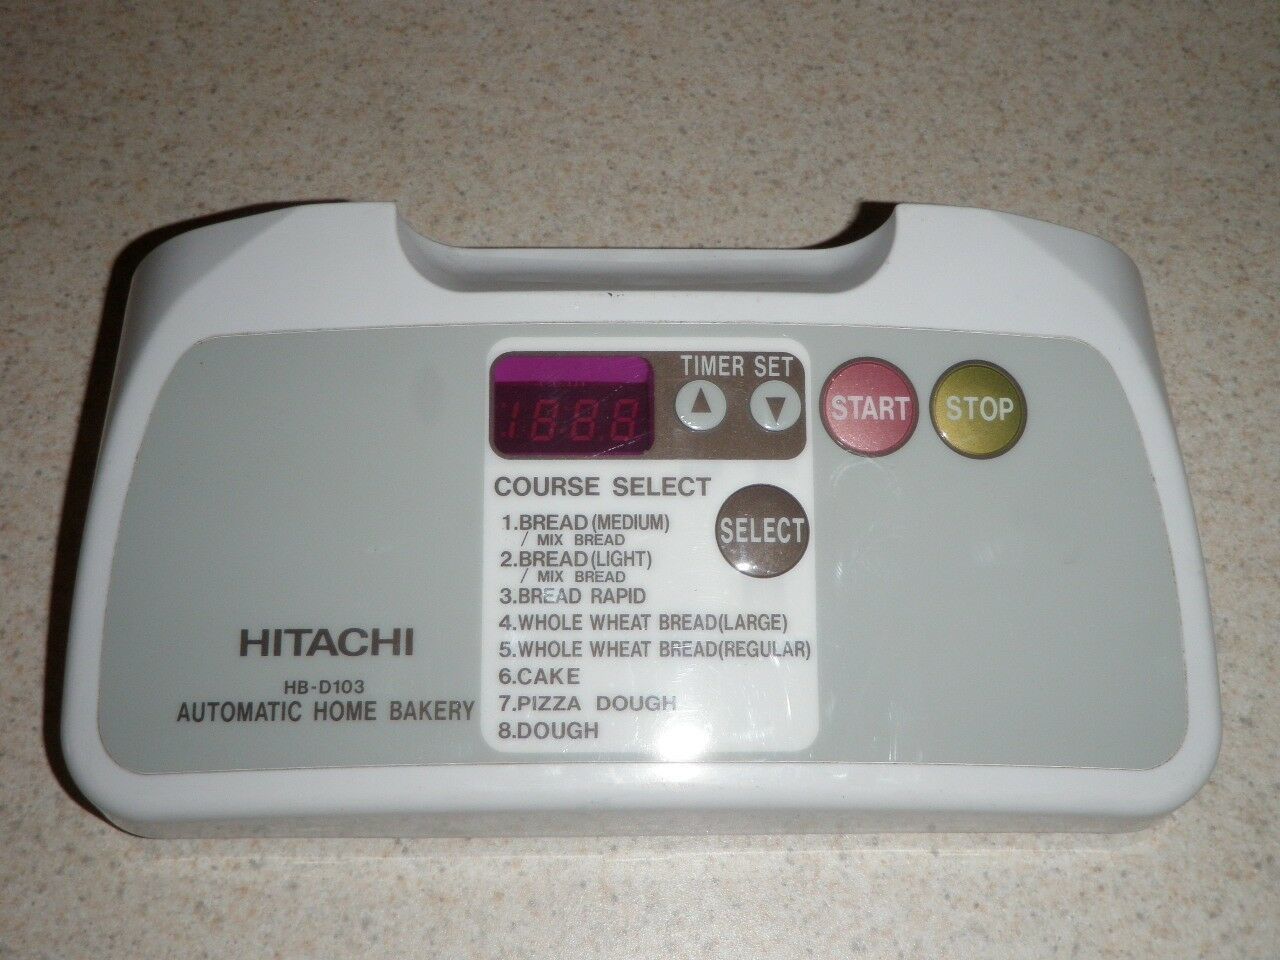 TIMER SET
1888
START
STOP
COURSE SELECT
SELECT
1.BREAD(MEDIUM)
/ MIX BREAD
2.BREAD(LIGHT)
/ MIX BREAD
3.BREAD RAPID
4.WHOLE WHEAT BREAD(LARGE)
5.WHOLE WHEAT BREAD(REGULAR)
6.CAKE
7.PIZZA DOUGH
8.DOUGH
HITACHI
HB-D103
AUTOMATIC HOME BAKERY